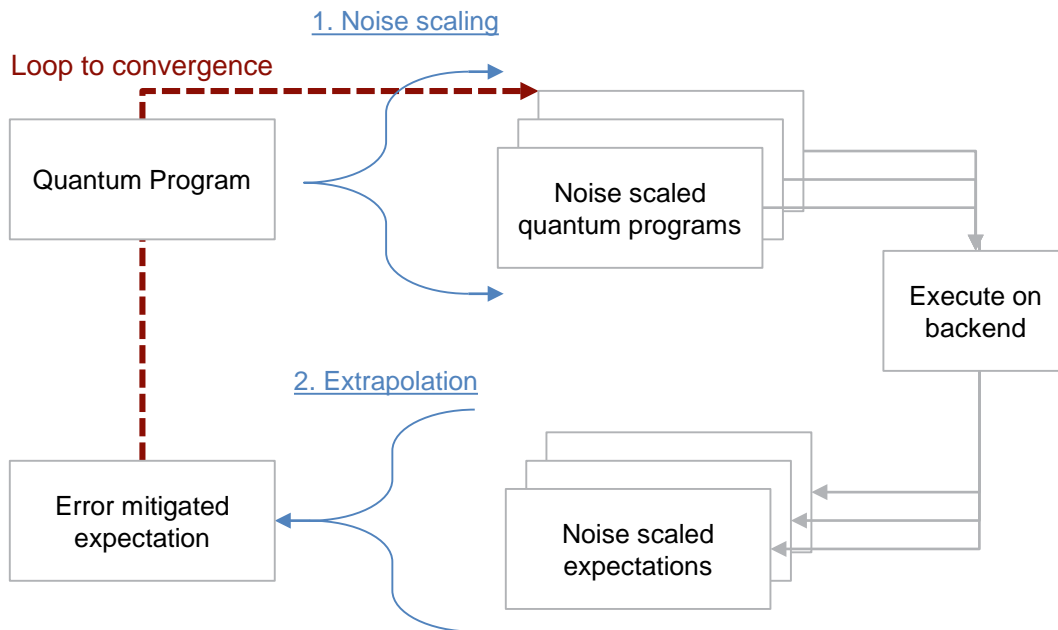 1. Noise scaling
Loop to convergence
Quantum Program
Noise scaled
quantum programs
Execute on
backend
2. Extrapolation
Error mitigated
expectation
Noise scaled
expectations